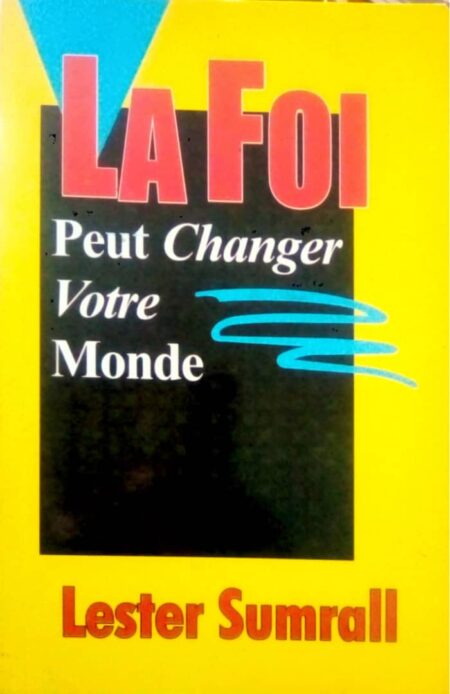 LA FOI
Peut Changer
Votre
Monde
Lester Sumrall